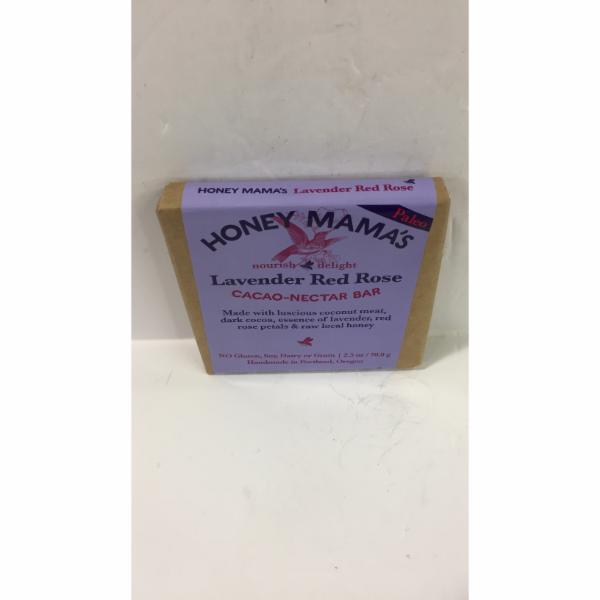 HONEY MAMA'S Lavender Red Rose
Paleo
HONEY MAMA'S
nourish delight
Lavender Red Rose
CACAO-NECTAR BAR
Made with luscious coconut meat,
dark cocoa, essence of lavender, red
rose petals & raw local honey
NO Gluten, Soy, Dairy or Grain | 2.5 oz / 70.9 g
Handmade in Portland, Oregon